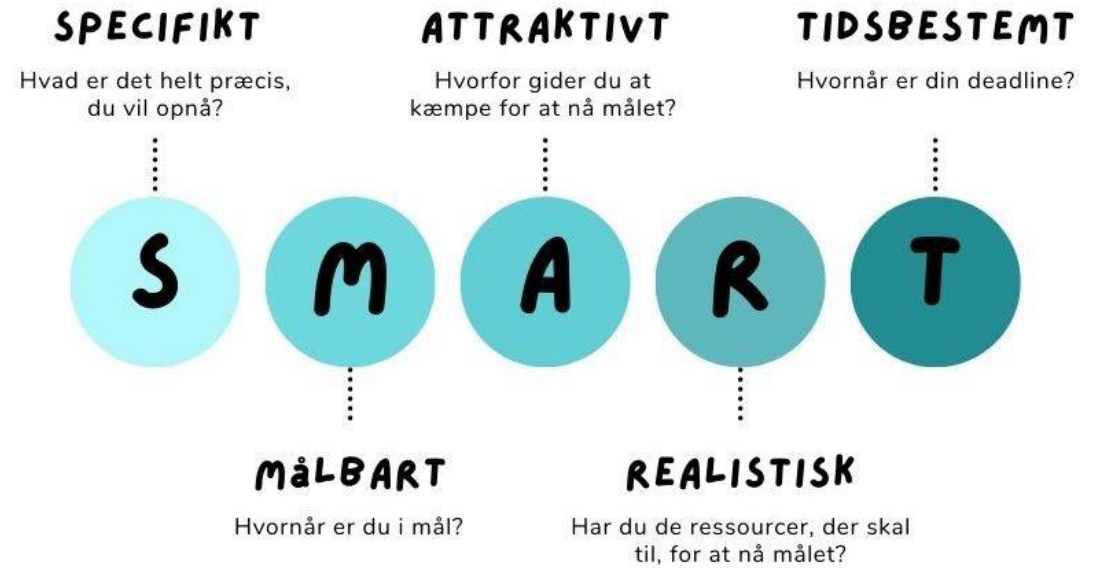 SPECIFIKT
Hvad er det helt præcis,
du vil opnå?
ATTRAKTIVT
Hvorfor gider du at
kæmpe for at nå målet?
TIDSBESTEMT
Hvornår er din deadline?
S
M
A
R
T
MåLBART
Hvornår er du i mål?
REALISTISK
Har du de ressourcer, der skal
til, for at nå målet?